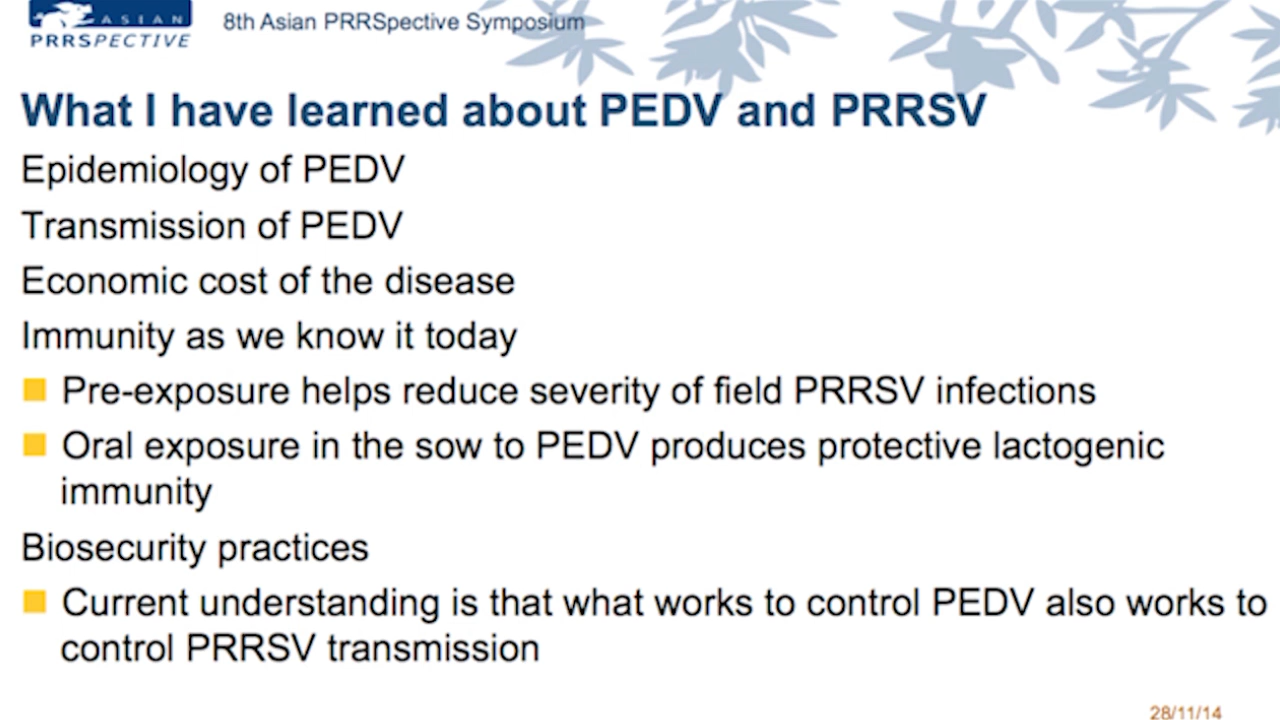 ASIAN
PRRSPECTIVE
8th Asian PRRSpective Symposium
What I have learned about PEDV and PRRSV
Epidemiology of PEDV
Transmission of PEDV
Economic cost of the disease
Immunity as we know it today
Pre-exposure helps reduce severity of field PRRSV infections
Oral exposure in the sow to PEDV produces protective lactogenic
immunity
Biosecurity practices
Current understanding is that what works to control PEDV also works to
control PRRSV transmission
28/11/14